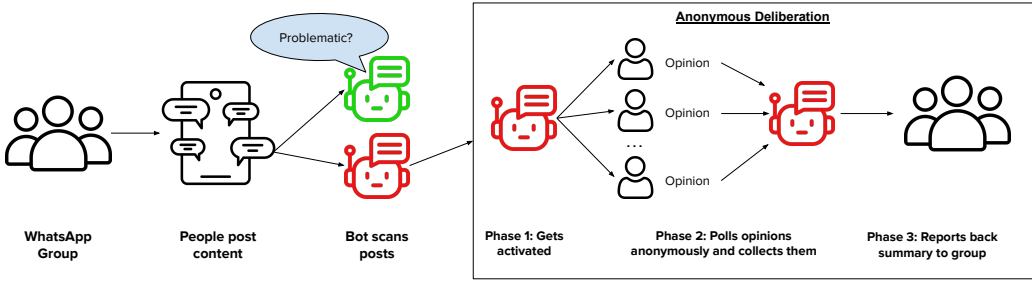 Anonymous Deliberation
Problematic?
Opinion
Opinion
...
Opinion
WhatsApp
Group
People post
content
Bot scans
posts
Phase 1: Gets
activated
Phase 2: Polls opinions
anonymously and collects them
Phase 3: Reports back
summary to group